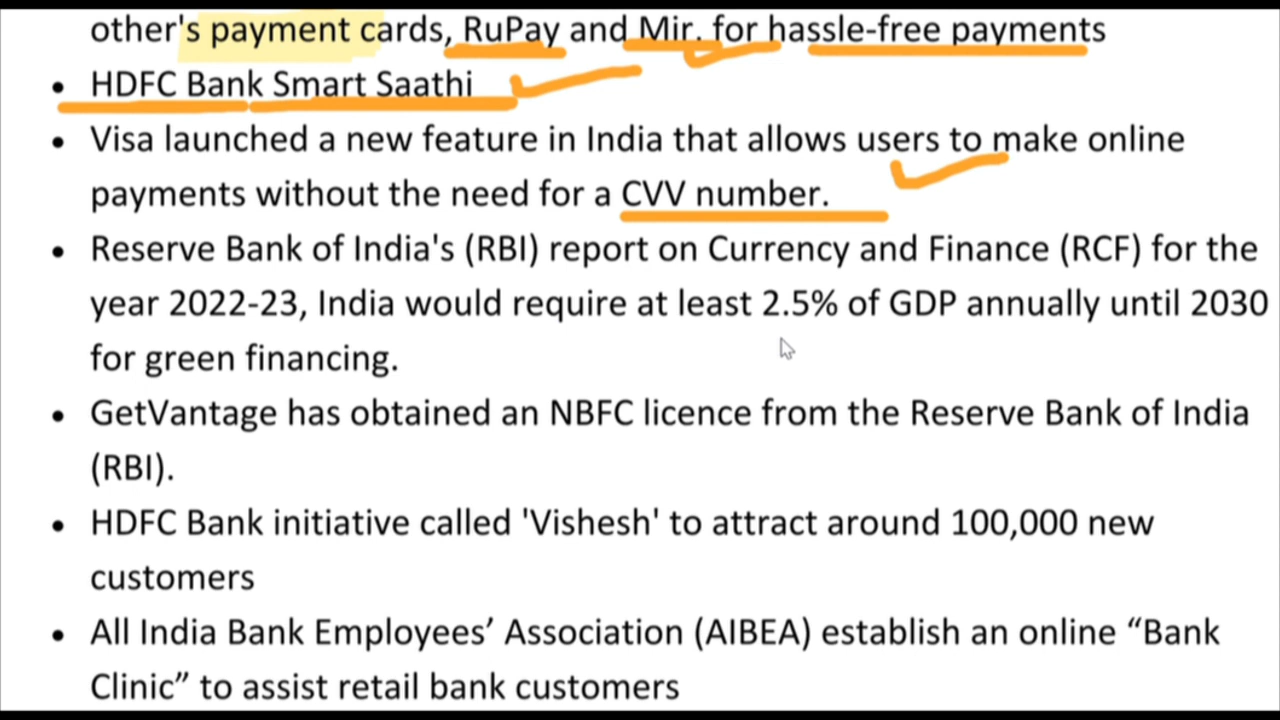 other's payment cards, RuPay and Mir. for hassle-free payments
• HDFC Bank Smart Saathi
• Visa launched a new feature in India that allows users to make online
payments without the need for a CVV number.
• Reserve Bank of India's (RBI) report on Currency and Finance (RCF) for the
year 2022-23, India would require at least 2.5% of GDP annually until 2030
for green financing.
• GetVantage has obtained an NBFC licence from the Reserve Bank of India
(RBI).
• HDFC Bank initiative called 'Vishesh' to attract around 100,000 new
customers
• All India Bank Employees’ Association (AIBEA) establish an online “Bank
Clinic” to assist retail bank customers